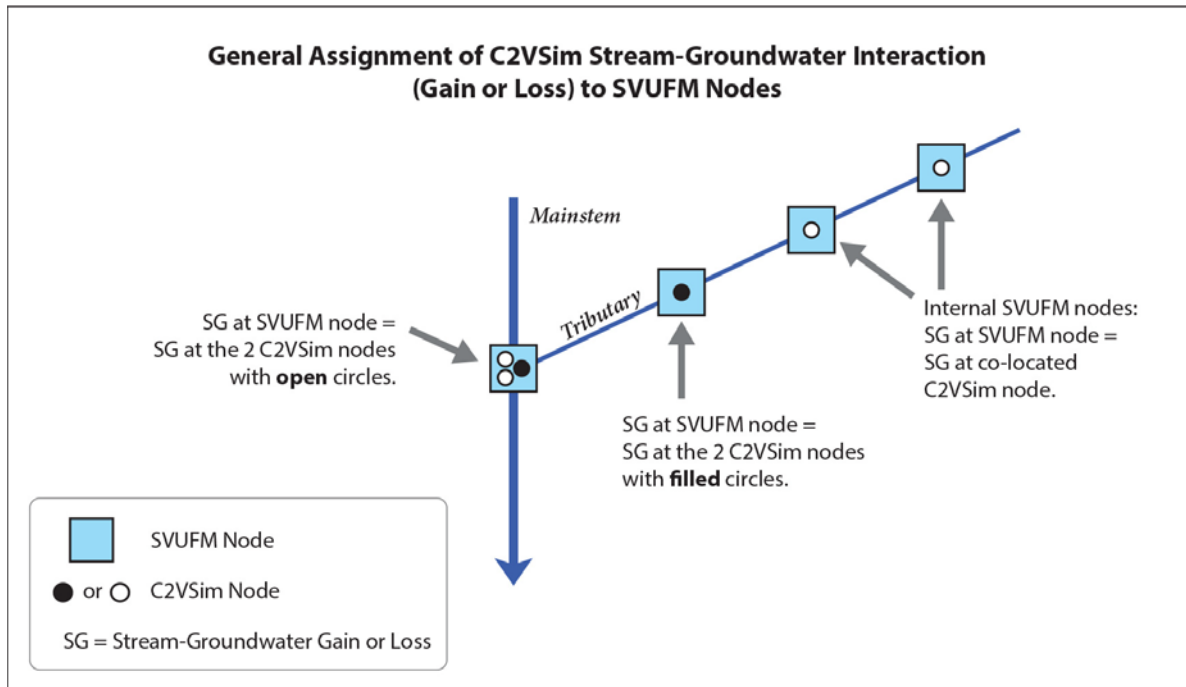 General Assignment of C2VSim Stream-Groundwater Interaction
(Gain or Loss) to SVUFM Nodes
Mainstem
Tributary
SG at SVUFM node =
SG at the 2 C2VSim nodes
with open circles.
Internal SVUFM nodes:
SG at SVUFM node =
SG at co-located
C2VSim node.
SG at SVUFM node =
SG at the 2 C2VSim nodes
with filled circles.
SVUFM Node
or C2VSim Node
SG = Stream-Groundwater Gain or Loss